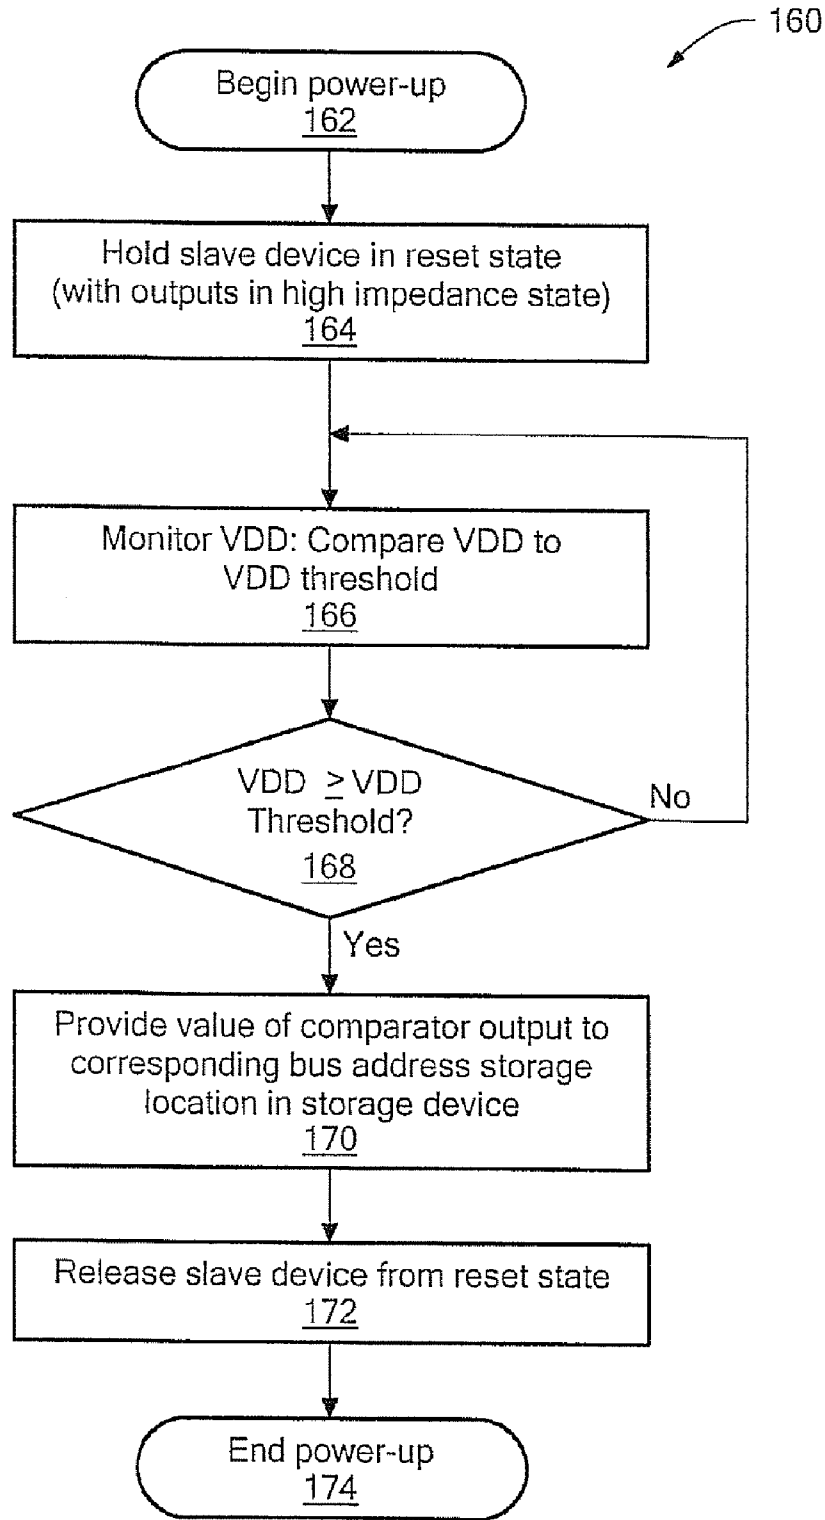 160
Begin power-up
162
Hold slave device in reset state
(with outputs in high impedance state)
164
Monitor VDD: Compare VDD to
VDD threshold
166
VDD ≥ VDD
Threshold?
168
No
Yes
Provide value of comparator output to
corresponding bus address storage
location in storage device
170
Release slave device from reset state
172
End power-up
174